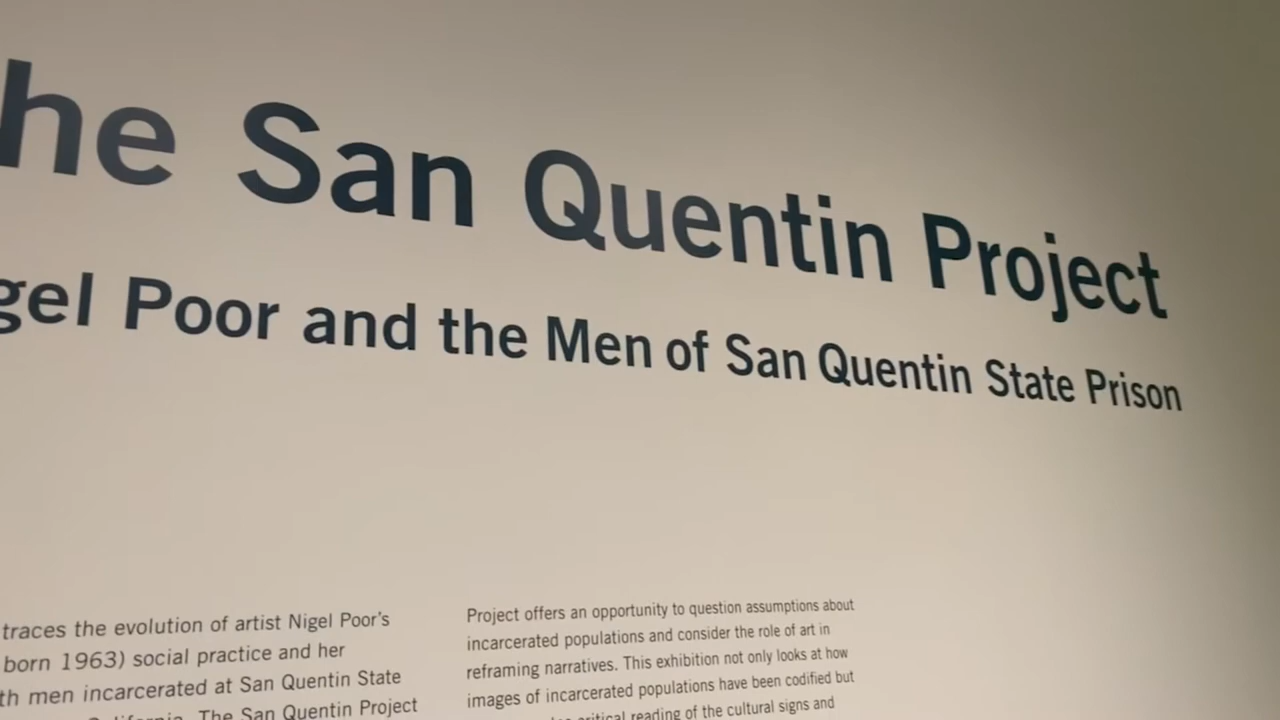 he San Quentin Project
gel Poor and the Men of San Quentin State Prison
traces the evolution of artist Nigel Poor's
born 1963) social practice and her
th men incarcerated at San Quentin State
The San Quentin Project
Project offers an opportunity to question assumptions about
incarcerated populations and consider the role of art in
reframing narratives. This exhibition not only looks at how
images of incarcerated populations have been codified but
critical reading of the cultural signs and